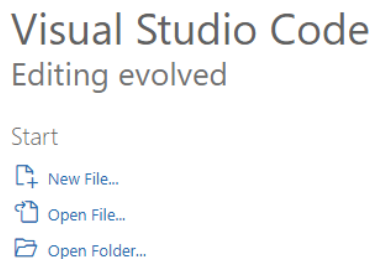 Visual Studio Code
Editing evolved
Start
New File...
Open File...
Open Folder...